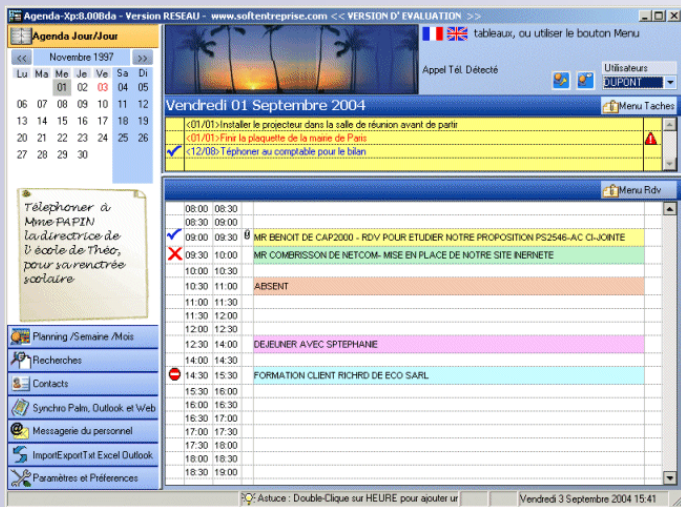 Agenda-Xp:8.008da - Version RESEAU - www.softentreprise.com << VERSION D'EVALUATION >>
Agenda Jour/Jour
<< Novembre 1997 >>
Lu Ma Me Je Ve Sa Di
01 02 03 04 05
06 07 08 09 10 11 12
13 14 15 16 17 18 19
20 21 22 23 24 25 26
27 28 29 30
tableaux, ou utiliser le bouton Menu
Appel Tél. Détecté
Utilisateurs
DUPONT
Vendredi 01 Septembre 2004
Menu Taches
<01/01>Installer le projecteur dans la salle de réunion avant de partir
<01/01>Finir la plaquette de la mairie de Paris
<12/08>Téphoner au comptable pour le bilan
Telephoner à
Mme PAPIN
la directrice de
l'école de Théo,
pour sa renctrée
scolaire
Menu Rdv
08:00 08:30
08:30 09:00
09:00 09:30 MR BENOIT DE CAP2000 - RDV POUR ETUDIER NOTRE PROPOSITION PS2546-AC CI-JOINTE
09:30 10:00 MR COMBRISSON DE NETCOM- MISE EN PLACE DE NOTRE SITE INERNETE
10:00 10:30
10:30 11:00 ABSENT
11:00 11:30
11:30 12:00
12:00 12:30
12:30 14:00 DEJEUNER AVEC SPTEPHANIE
14:00 14:30
14:30 15:30 FORMATION CLIENT RICHRD DE ECO SARL
15:30 16:00
16:00 16:30
16:30 17:00
17:00 17:30
17:30 18:00
18:00 18:30
18:30 19:00
Planning /Semaine /Mois
Recherches
Contacts
Synchro Palm, Outlook et Web
Messagerie du personnel
ImportExportTxt Excel Outlook
Paramètres et Préferences
Astuce : Double-Clique sur HEURE pour ajouter ur
Vendredi 3 Septembre 2004 15:41